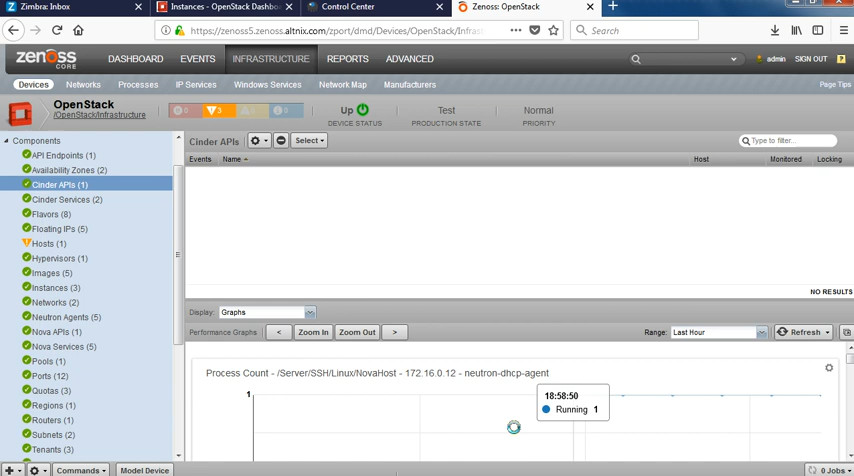 Zimbra: Inbox
Instances - OpenStack Dashbo
Control Center
Zenoss: OpenStack
https://zenoss5.zenoss.altnix.com/zport/dmd/Devices/OpenStack/Infrast
Search
zenoss CORE
DASHBOARD EVENTS INFRASTRUCTURE REPORTS ADVANCED
admin SIGN OUT ?
Devices Networks Processes IP Services Windows Services Network Map Manufacturers
Page Tips
OpenStack
/OpenStack/Infrastructure
Up
DEVICE STATUS
Test
PRODUCTION STATE
Normal
PRIORITY
Components
API Endpoints (1)
Availability Zones (2)
Cinder APIs (1)
Cinder Services (2)
Flavors (8)
Floating IPs (5)
Hosts (1)
Hypervisors (1)
Images (5)
Instances (3)
Networks (2)
Neutron Agents (5)
Nova APIs (1)
Nova Services (5)
Pools (1)
Ports (12)
Quotas (3)
Regions (1)
Routers (1)
Subnets (2)
Tenants (3)
Cinder APIs
Select
Type to filter...
Events Name Host Monitored Locking
NO RESULTS
Display: Graphs
Performance Graphs < Zoom In Zoom Out > Range: Last Hour Refresh
Process Count - /Server/SSH/Linux/NovaHost - 172.16.0.12 - neutron-dhcp-agent
1
18:58:50
Running 1
Commands Model Device
0 Jobs